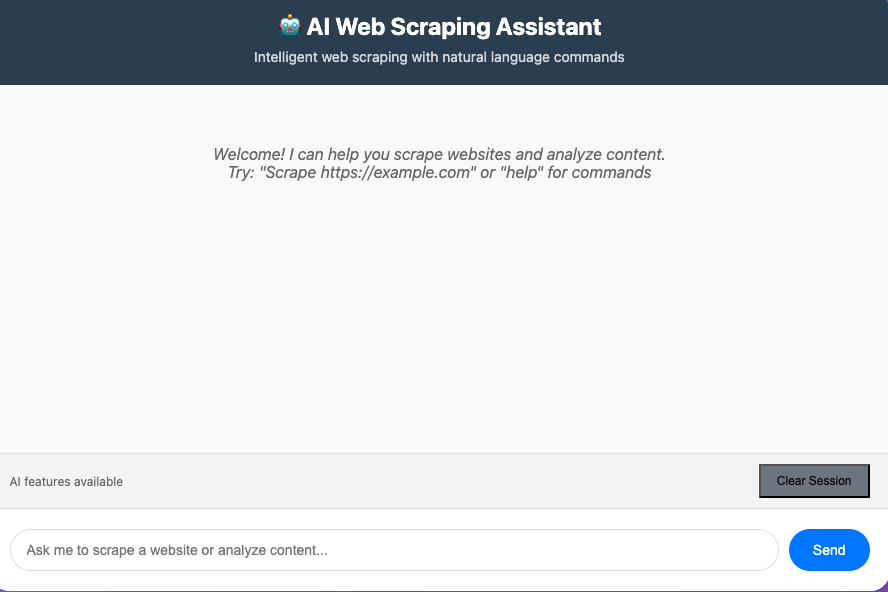 🤖 AI Web Scraping Assistant
Intelligent web scraping with natural language commands
Welcome! I can help you scrape websites and analyze content.
Try: "Scrape https://example.com" or "help" for commands
AI features available
Clear Session
Ask me to scrape a website or analyze content...
Send